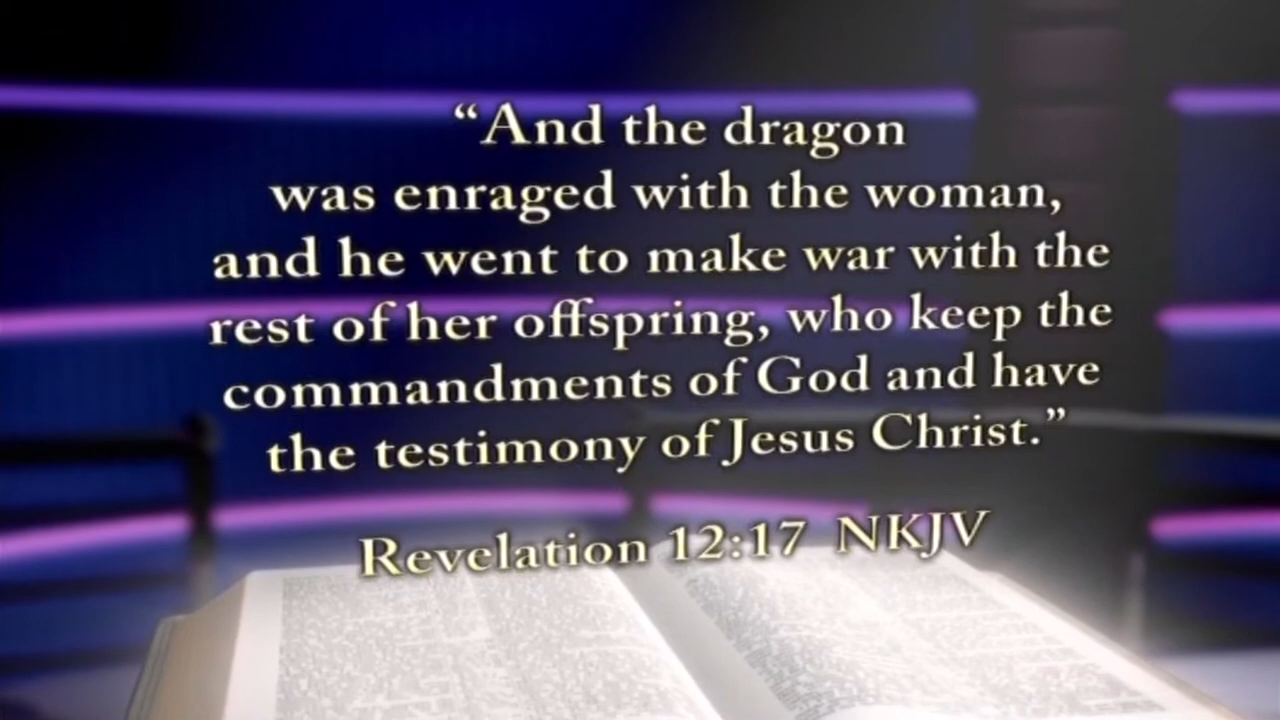 “And the dragon
was enraged with the woman,
and he went to make war with the
rest of her offspring, who keep the
commandments of God and have
the testimony of Jesus Christ.”
Revelation 12:17 NKJV